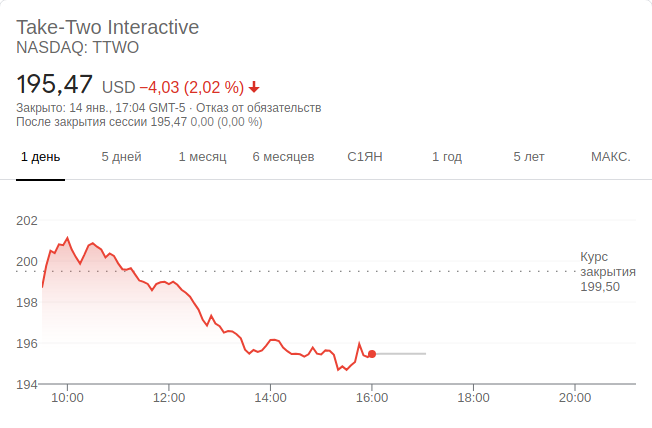 Take-Two Interactive
NASDAQ: TTWO
195,47 USD −4,03 (2,02 %)
Закрыто: 14 янв., 17:04 GMT-5 · Отказ от обязательств
После закрытия сессии 195,47 0,00 (0,00 %)
1 день 5 дней 1 месяц 6 месяцев С1ЯН 1 год 5 лет МАКС.
202
200
198
196
194
Курс
закрытия
199,50
10:00 12:00 14:00 16:00 18:00 20:00